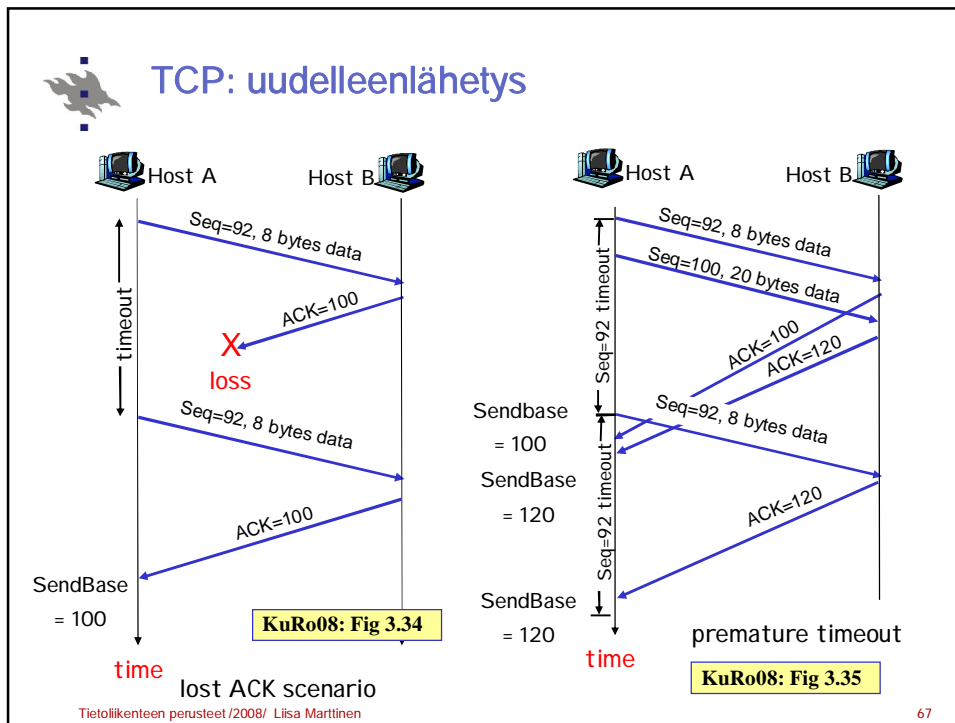 TCP: uudelleenlähetys
Host A
Host B
Seq=92, 8 bytes data
timeout
ACK=100
X
loss
Seq=92, 8 bytes data
ACK=100
SendBase
= 100
KuRo08: Fig 3.34
time
lost ACK scenario
Host A
Host B
Seq=92, 8 bytes data
Seq=100, 20 bytes data
Seq=92 timeout
ACK=100
ACK=120
Seq=92, 8 bytes data
Sendbase
= 100
SendBase
= 120
Seq=92 timeout
ACK=120
SendBase
= 120
premature timeout
time
KuRo08: Fig 3.35
Tietoliikenteen perusteet /2008/ Liisa Marttinen
67